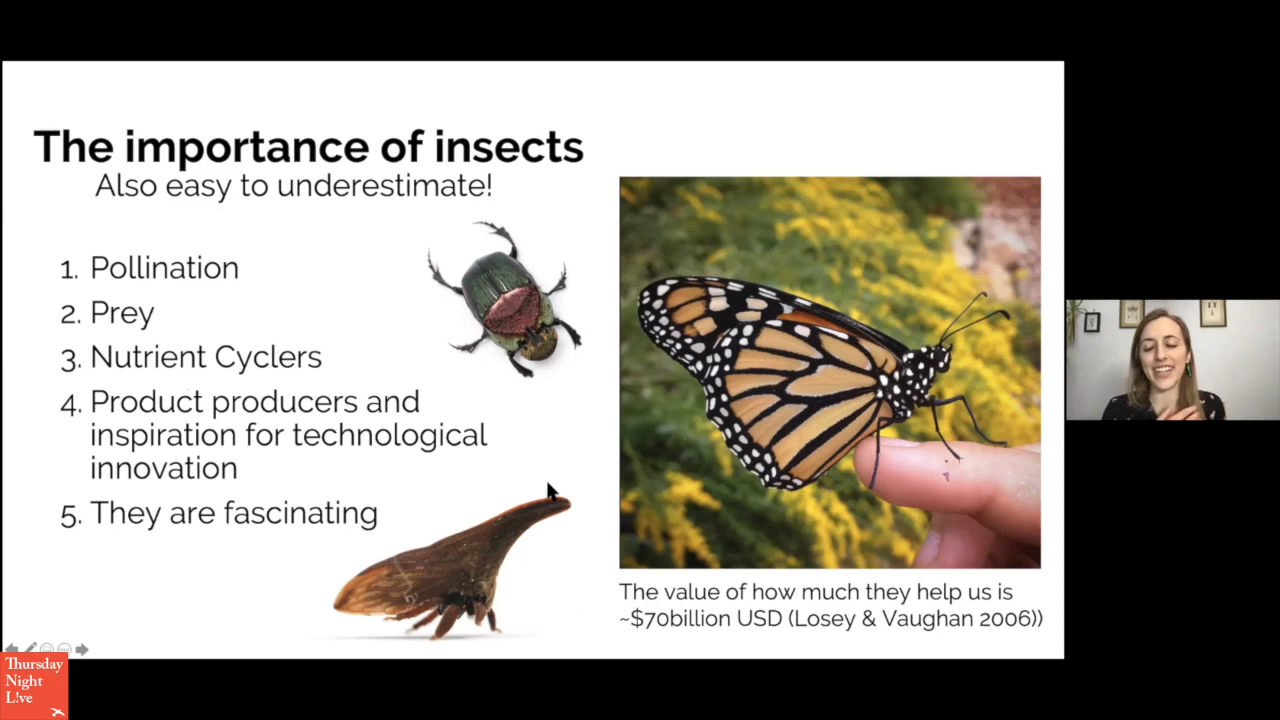 The importance of insects
Also easy to underestimate!
1. Pollination
2. Prey
3. Nutrient Cyclers
4. Product producers and
inspiration for technological
innovation
5. They are fascinating
The value of how much they help us is
~$70billion USD (Losey & Vaughan 2006))
Thursday
Night
L!ve